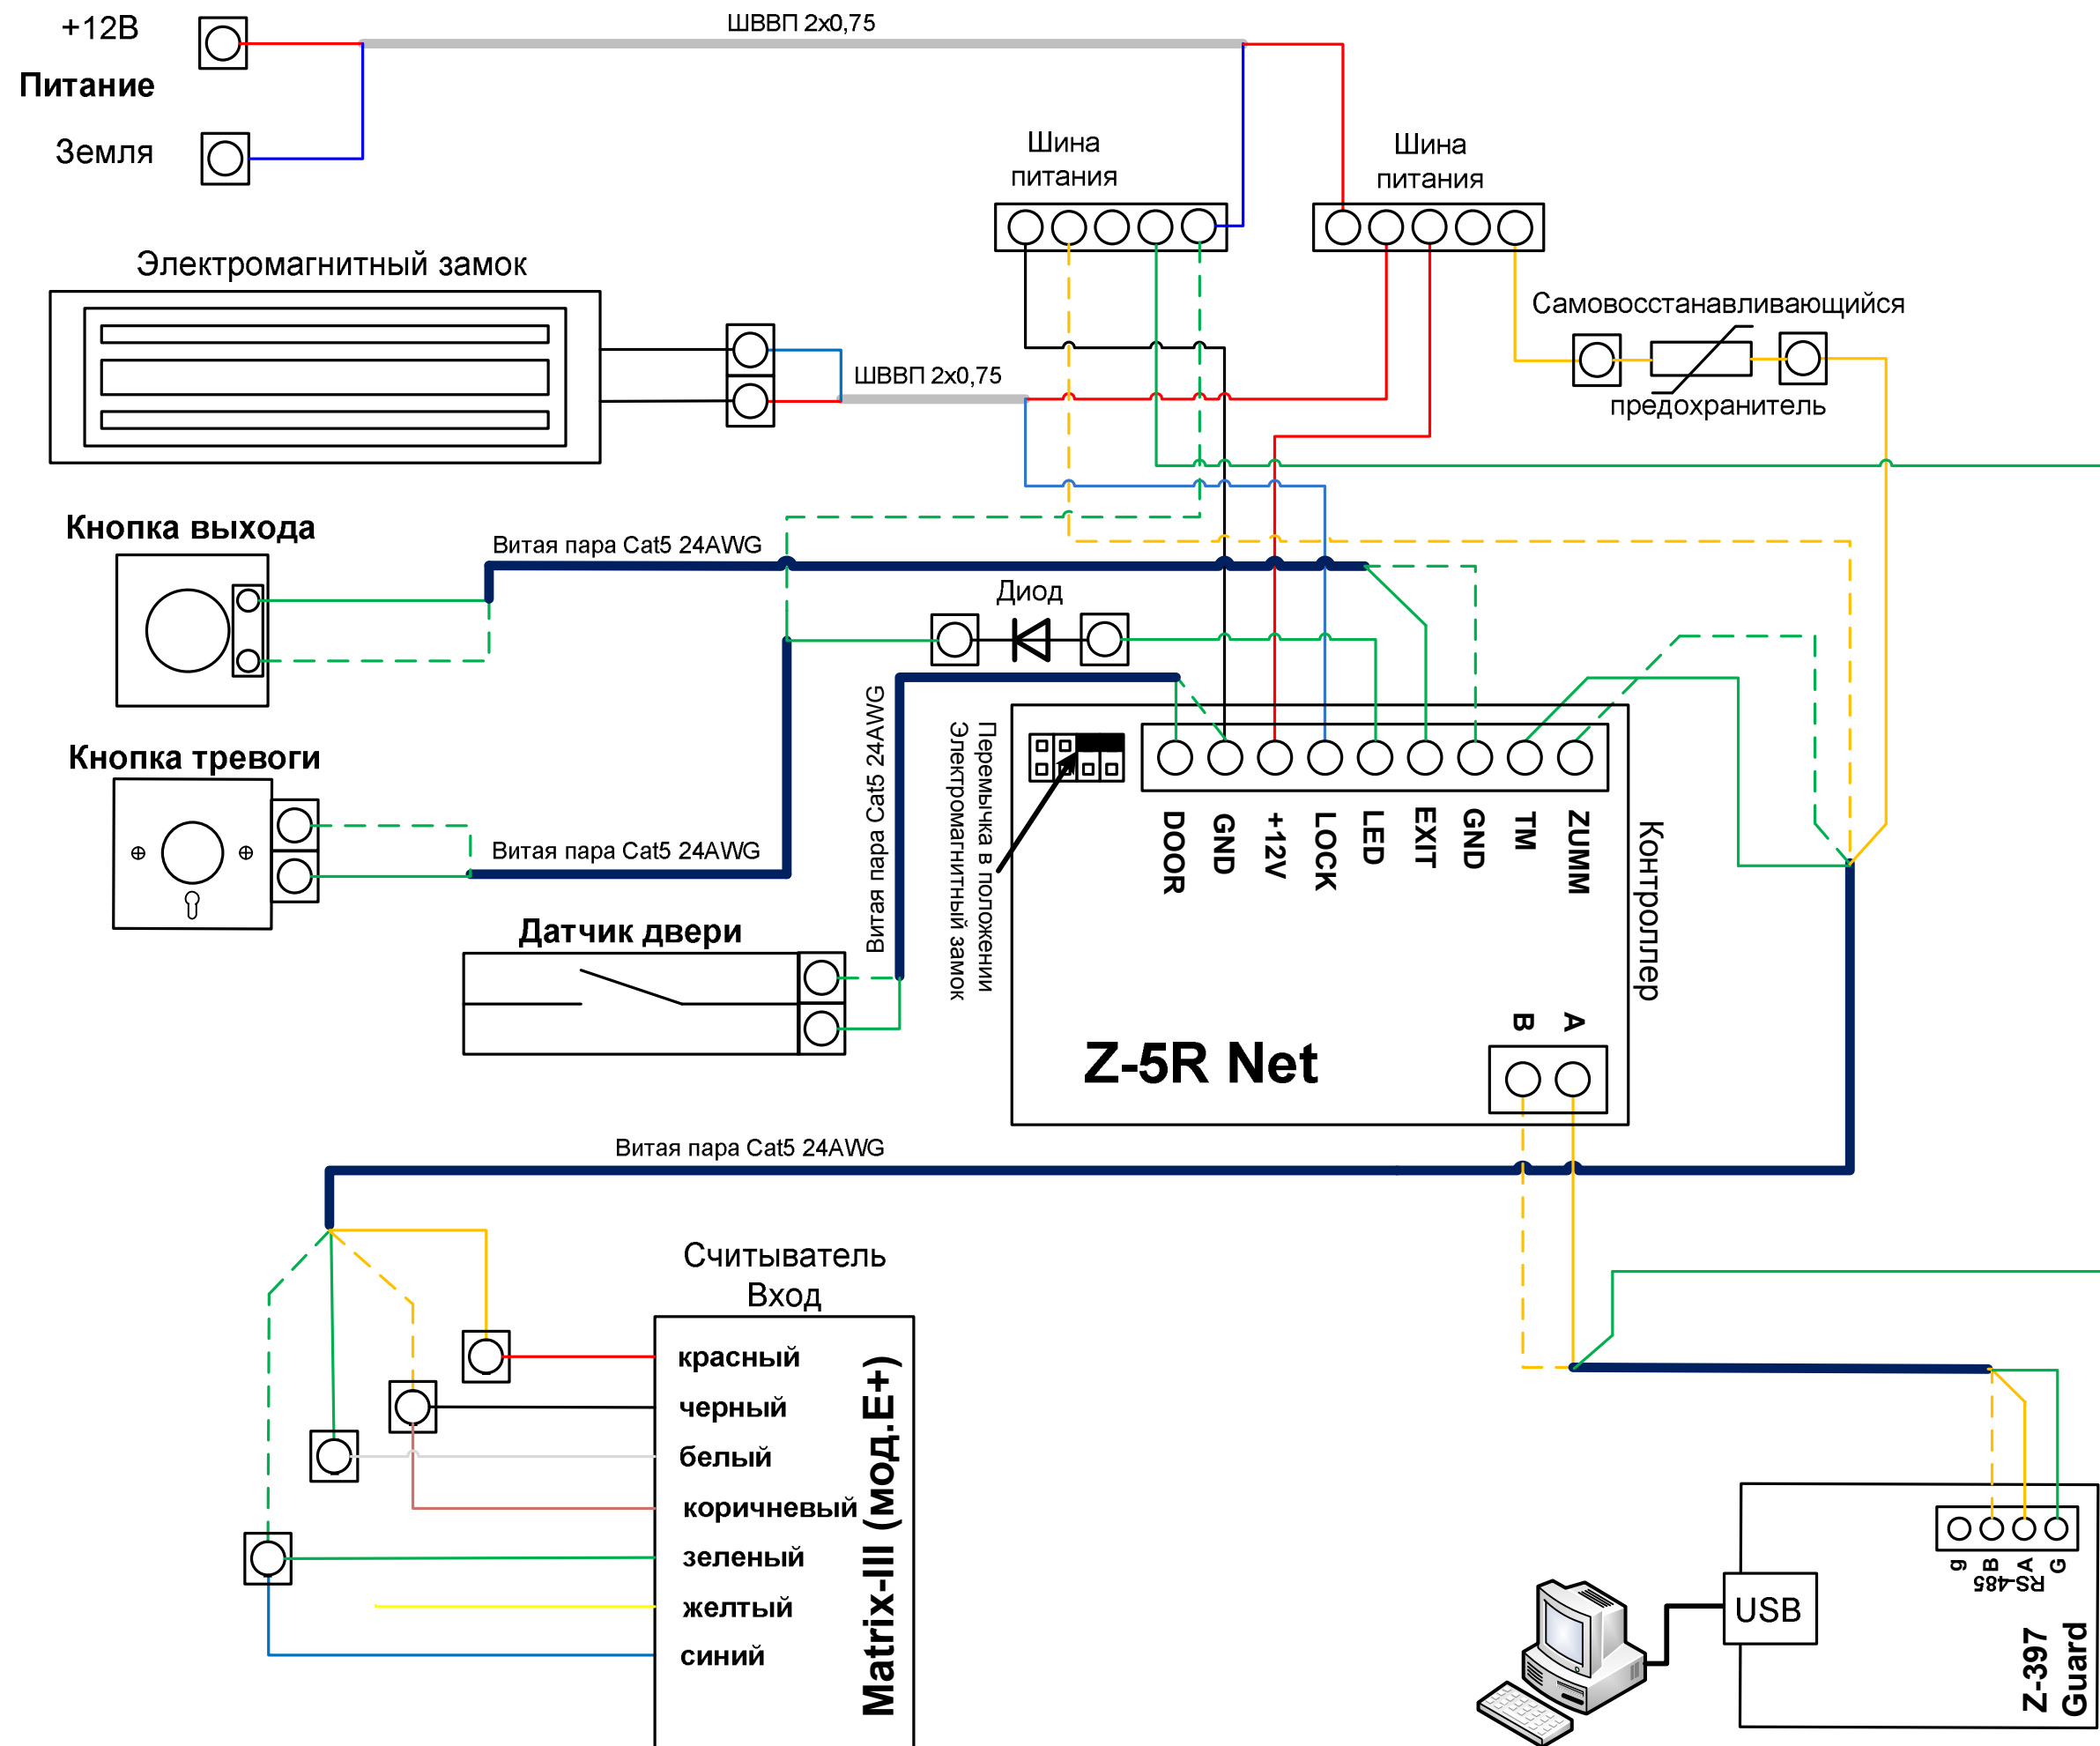 +12В
ШВВП 2х0,75
Питание
Земля
Шина
питания
Шина
питания
Электромагнитный замок
Самовосстанавливающийся
предохранитель
ШВВП 2х0,75
Кнопка выхода
Витая пара Cat5 24AWG
Диод
Кнопка тревоги
Витая пара Cat5 24AWG
Витая пара Cat5 24AWG
Перемычка в положении
Электромагнитный замок
DOOR
GND
+12V
LOCK
LED
EXIT
GND
TM
ZUMM
Контроллер
Датчик двери
B
A
Z-5R Net
Витая пара Cat5 24AWG
Считыватель
Вход
красный
черный
белый
коричневый
зеленый
желтый
синий
Matrix-III (мод.E+)
g
B
A
G
RS-485
USB
Z-397
Guard